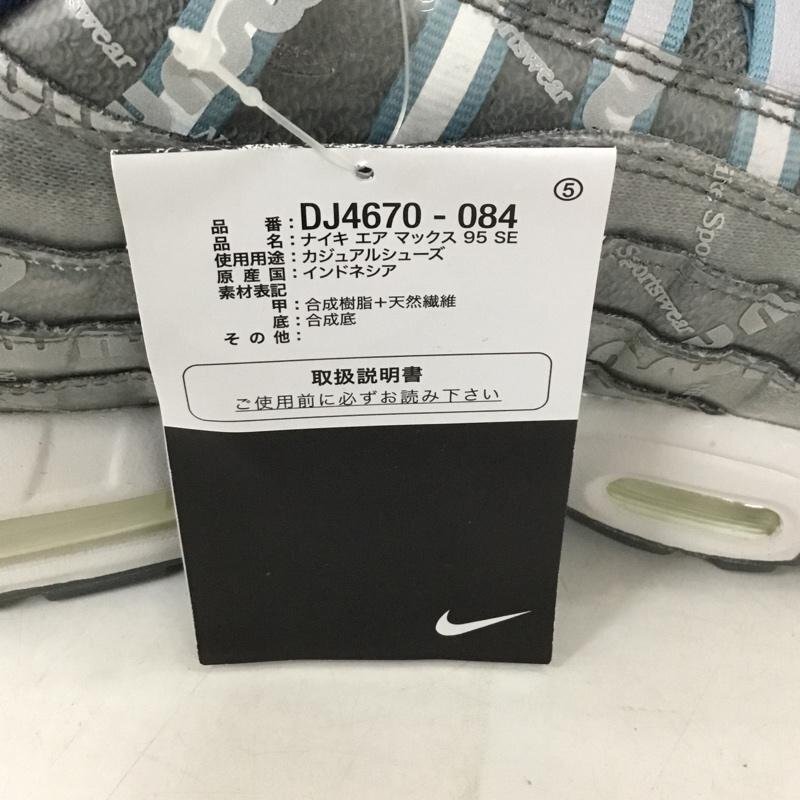 Sportswear
Sportswear
⑤
品 番：DJ4670 - 084
品 名：ナイキ エア マックス 95 SE
使用用途：カジュアルシューズ
原 産 国：インドネシア
素材表記
甲：合成樹脂＋天然繊維
底：合成底
そ の 他：
取扱説明書
ご使用前に必ずお読み下さい
Sportswear